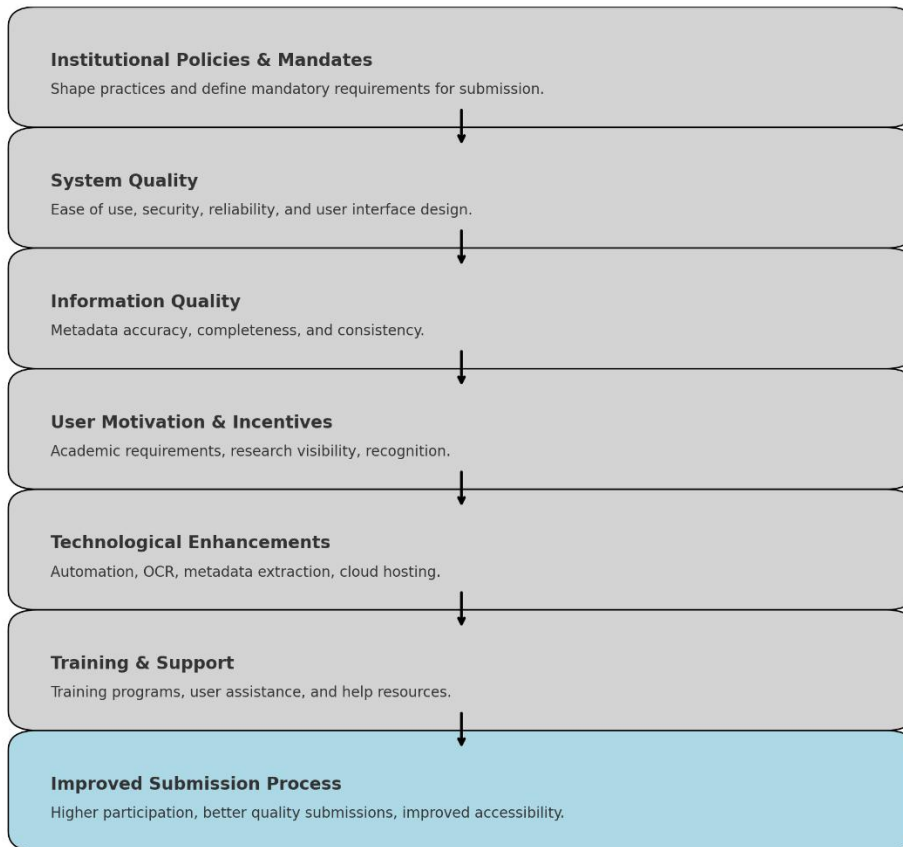 Institutional Policies & Mandates
Shape practices and define mandatory requirements for submission.
System Quality
Ease of use, security, reliability, and user interface design.
Information Quality
Metadata accuracy, completeness, and consistency.
User Motivation & Incentives
Academic requirements, research visibility, recognition.
Technological Enhancements
Automation, OCR, metadata extraction, cloud hosting.
Training & Support
Training programs, user assistance, and help resources.
Improved Submission Process
Higher participation, better quality submissions, improved accessibility.